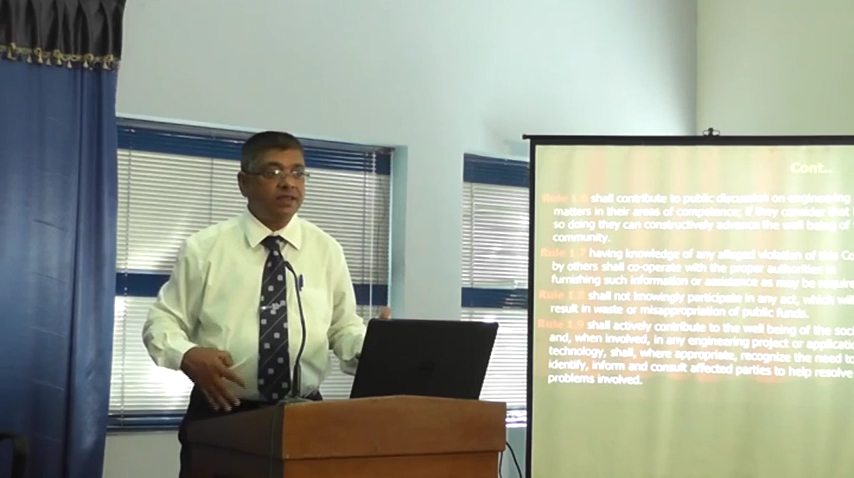 Cont..
Rule 1.6 shall contribute to public discussion on engineering
matters in their areas of competence; if they consider that
so doing they can constructively advance the well being of
community.
Rule 1.7 having knowledge of any alleged violation of this Co
by others shall co-operate with the proper authorities in
furnishing such information or assistance as may be require
Rule 1.8 shall not knowingly participate in any act, which will
result in waste or misappropriation of public funds.
Rule 1.9 shall actively contribute to the well being of the soci
and, when involved, in any engineering project or applicatio
technology, shall, where appropriate, recognize the need to
identify, inform and consult affected parties to help resolve
problems involved.